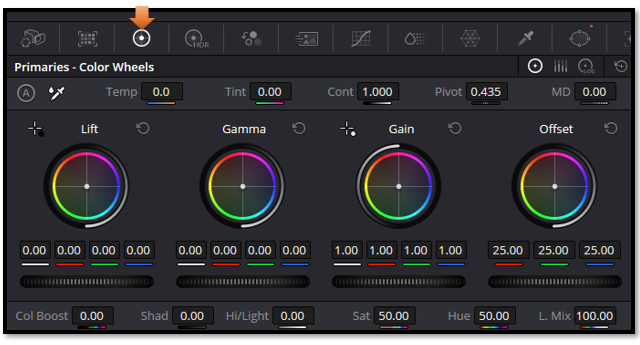 HDR
Primaries - Color Wheels
LOG
A Temp 0.0 Tint 0.00 Cont 1.000 Pivot 0.435 MD 0.00
Lift Gamma Gain Offset
0.00 0.00 0.00 0.00 0.00 0.00 0.00 0.00 1.00 1.00 1.00 1.00 25.00 25.00 25.00
Col Boost 0.00 Shad 0.00 Hi/Light 0.00 Sat 50.00 Hue 50.00 L. Mix 100.00